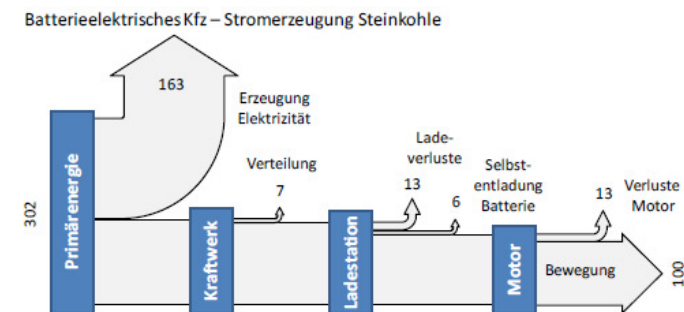 Batterieelektrisches Kfz – Stromerzeugung Steinkohle
163
Erzeugung
Elektrizität
Verteilung
7
Lade-
verluste
13
6
Selbst-
entladung
Batterie
13
Verluste
Motor
302
Primärenergie
Kraftwerk
Ladestation
Motor
Bewegung
100